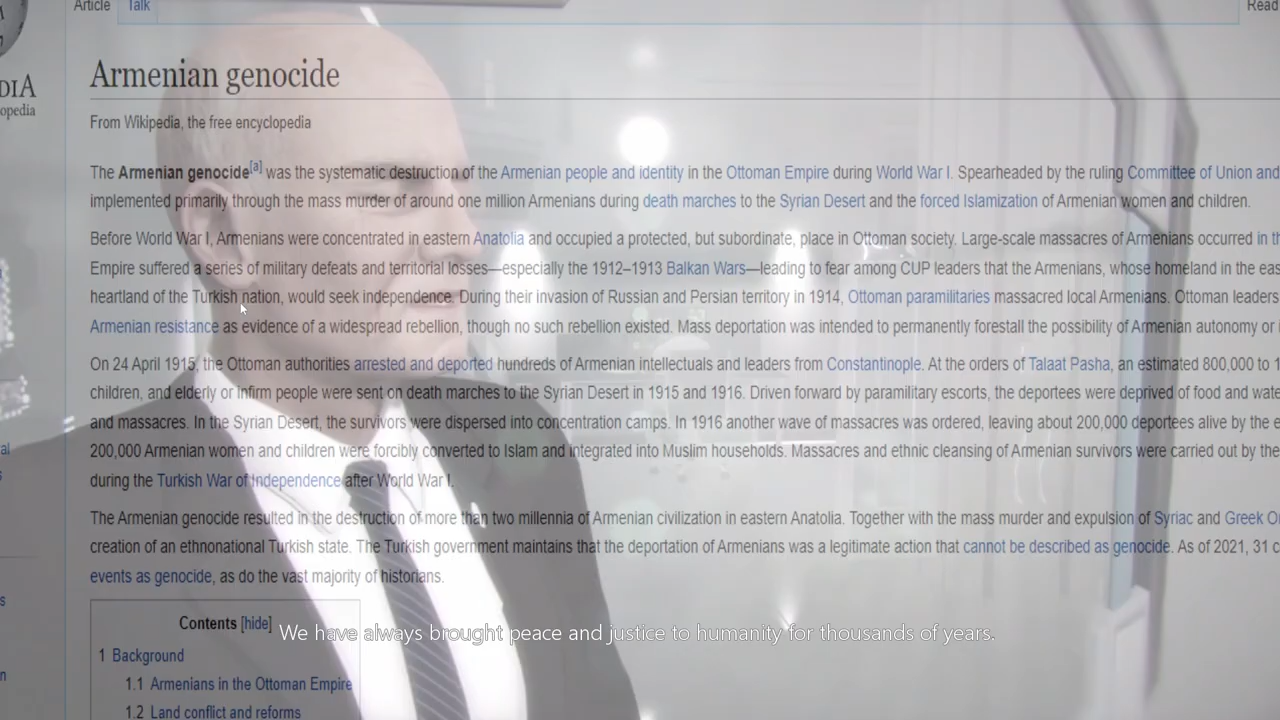 Article Talk Read
DIA
opedia
Armenian genocide
From Wikipedia, the free encyclopedia
The Armenian genocide[a] was the systematic destruction of the Armenian people and identity in the Ottoman Empire during World War I. Spearheaded by the ruling Committee of Union and
implemented primarily through the mass murder of around one million Armenians during death marches to the Syrian Desert and the forced Islamization of Armenian women and children.
Before World War I, Armenians were concentrated in eastern Anatolia and occupied a protected, but subordinate, place in Ottoman society. Large-scale massacres of Armenians occurred in th
Empire suffered a series of military defeats and territorial losses—especially the 1912–1913 Balkan Wars—leading to fear among CUP leaders that the Armenians, whose homeland in the eas
heartland of the Turkish nation, would seek independence. During their invasion of Russian and Persian territory in 1914, Ottoman paramilitaries massacred local Armenians. Ottoman leaders
Armenian resistance as evidence of a widespread rebellion, though no such rebellion existed. Mass deportation was intended to permanently forestall the possibility of Armenian autonomy or
On 24 April 1915, the Ottoman authorities arrested and deported hundreds of Armenian intellectuals and leaders from Constantinople. At the orders of Talaat Pasha, an estimated 800,000 to 1
children, and elderly or infirm people were sent on death marches to the Syrian Desert in 1915 and 1916. Driven forward by paramilitary escorts, the deportees were deprived of food and wate
and massacres. In the Syrian Desert, the survivors were dispersed into concentration camps. In 1916 another wave of massacres was ordered, leaving about 200,000 deportees alive by the e
200,000 Armenian women and children were forcibly converted to Islam and integrated into Muslim households. Massacres and ethnic cleansing of Armenian survivors were carried out by the
during the Turkish War of Independence after World War I.
The Armenian genocide resulted in the destruction of more than two millennia of Armenian civilization in eastern Anatolia. Together with the mass murder and expulsion of Syriac and Greek O
creation of an ethnonational Turkish state. The Turkish government maintains that the deportation of Armenians was a legitimate action that cannot be described as genocide. As of 2021, 31 c
events as genocide, as do the vast majority of historians.
Contents [hide]
We have always brought peace and justice to humanity for thousands of years.
1 Background
1.1 Armenians in the Ottoman Empire
1.2 Land conflict and reforms